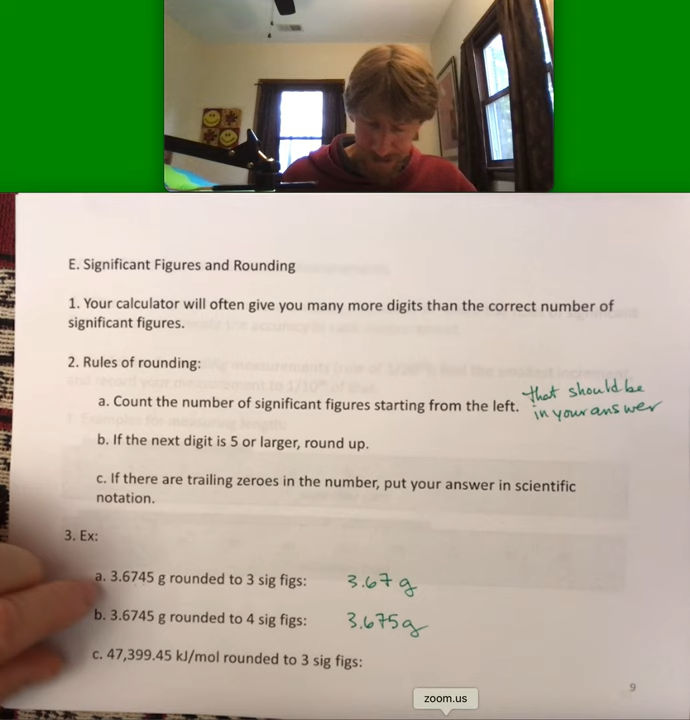 E. Significant Figures and Rounding
1. Your calculator will often give you many more digits than the correct number of
significant figures.
2. Rules of rounding:
a. Count the number of significant figures starting from the left. that should be
in your answer
b. If the next digit is 5 or larger, round up.
c. If there are trailing zeroes in the number, put your answer in scientific
notation.
3. Ex:
a. 3.6745 g rounded to 3 sig figs: 3.67 g
b. 3.6745 g rounded to 4 sig figs: 3.675g
c. 47,399.45 kJ/mol rounded to 3 sig figs:
9
zoom.us